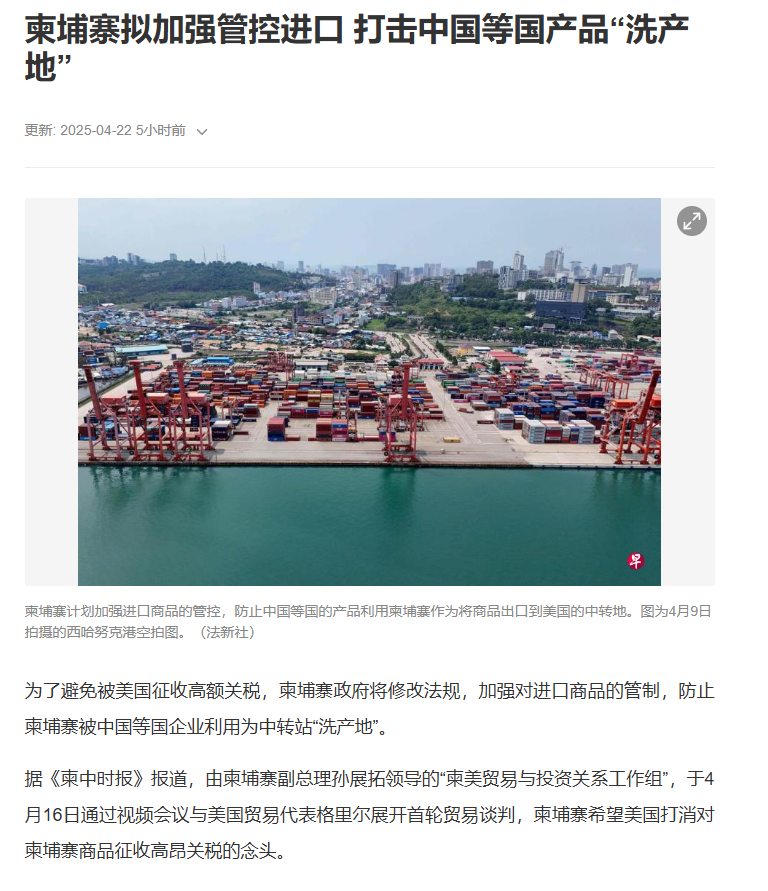 柬埔寨拟加强管控进口 打击中国等国产品“洗产
地”
更新: 2025-04-22 5小时前
早
柬埔寨计划加强进口商品的管控，防止中国等国的产品利用柬埔寨作为将商品出口到美国的中转地。图为4月9日
拍摄的西哈努克港空拍图。（法新社）
为了避免被美国征收高额关税，柬埔寨政府将修改法规，加强对进口商品的管制，防止
柬埔寨被中国等国企业利用为中转站“洗产地”。
据《柬中时报》报道，由柬埔寨副总理孙展拓领导的“柬美贸易与投资关系工作组”，于4
月16日通过视频会议与美国贸易代表格里尔展开首轮贸易谈判，柬埔寨希望美国打消对
柬埔寨商品征收高昂关税的念头。